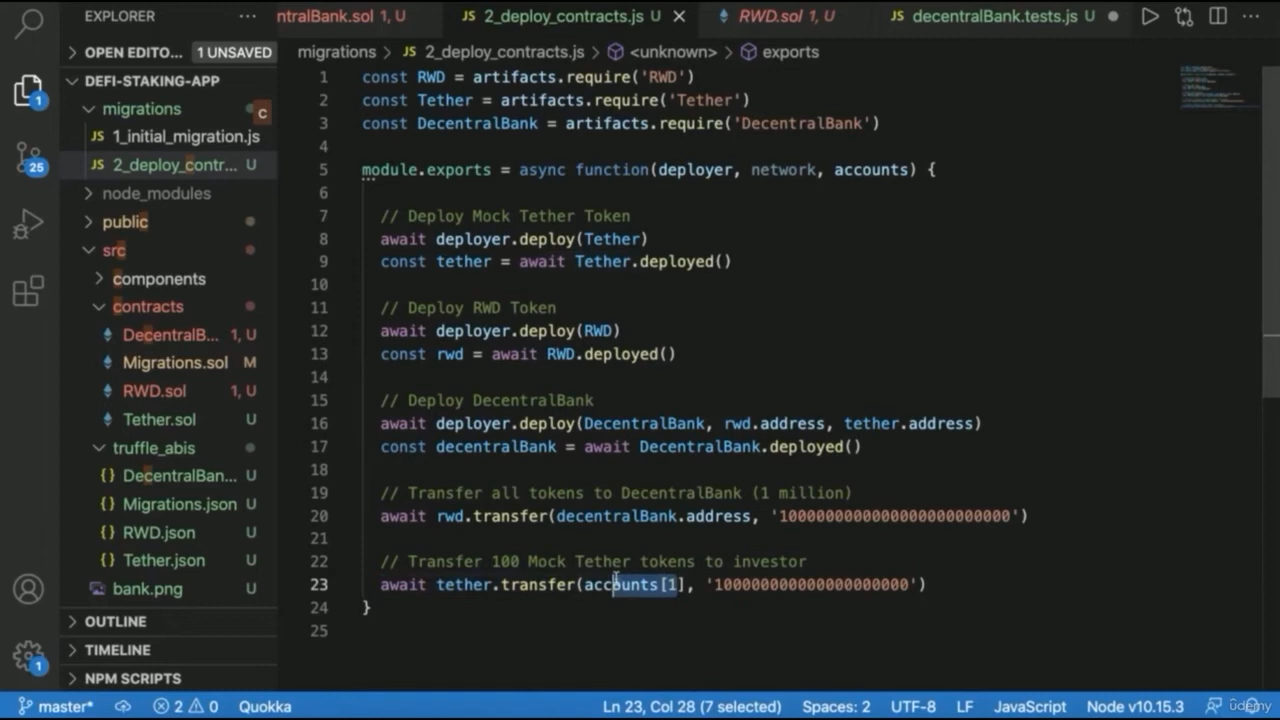 EXPLORER
ntralBank.sol 1, U
JS 2_deploy_contracts.js U
RWD.sol 1, U
JS decentralBank.tests.js U
OPEN EDITO... 1 UNSAVED
migrations > JS 2_deploy_contracts.js > <unknown> > exports
DEFI-STAKING-APP
migrations
C
JS 1_initial_migration.js
JS 2_deploy_contr... U
node_modules
public
src
components
contracts
DecentralB... 1, U
Migrations.sol M
RWD.sol 1, U
Tether.sol U
truffle_abis
{} DecentralBan... U
{} Migrations.json U
{} RWD.json U
{} Tether.json U
bank.png U
OUTLINE
TIMELINE
NPM SCRIPTS
1
25
1
1 const RWD = artifacts.require('RWD')
2 const Tether = artifacts.require('Tether')
3 const DecentralBank = artifacts.require('DecentralBank')
4
5 module.exports = async function(deployer, network, accounts) {
6
7 // Deploy Mock Tether Token
8 await deployer.deploy(Tether)
9 const tether = await Tether.deployed()
10
11 // Deploy RWD Token
12 await deployer.deploy(RWD)
13 const rwd = await RWD.deployed()
14
15 // Deploy DecentralBank
16 await deployer.deploy(DecentralBank, rwd.address, tether.address)
17 const decentralBank = await DecentralBank.deployed()
18
19 // Transfer all tokens to DecentralBank (1 million)
20 await rwd.transfer(decentralBank.address, '1000000000000000000000000')
21
22 // Transfer 100 Mock Tether tokens to investor
23 await tether.transfer(accounts[1], '100000000000000000000')
24 }
25
master* 2 0 Quokka Ln 23, Col 28 (7 selected) Spaces: 2 UTF-8 LF JavaScript Node v10.15.3
udemy